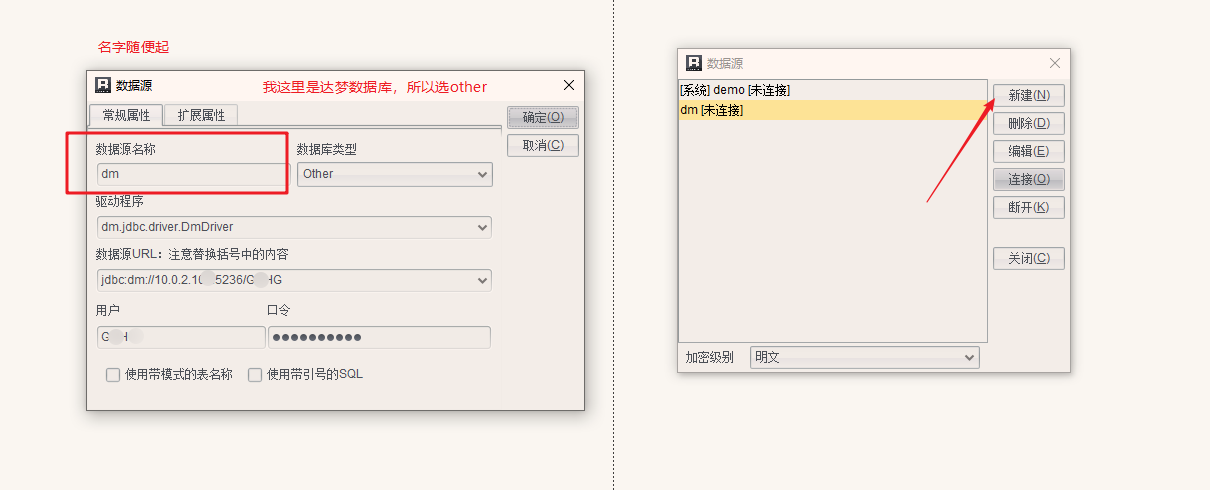 名字随便起
数据源
我这里是达梦数据库，所以选other
常规属性
扩展属性
确定(O)
取消(C)
数据源名称
数据库类型
dm
Other
驱动程序
dm.jdbc.driver.DmDriver
数据源URL：注意替换括号中的内容
jdbc:dm://10.0.2.10 5236/G HG
用户
口令
G
使用带模式的表名称
使用带引号的SQL
数据源
[系统] demo [未连接]
dm [未连接]
新建(N)
删除(D)
编辑(E)
连接(O)
断开(K)
关闭(C)
加密级别
明文